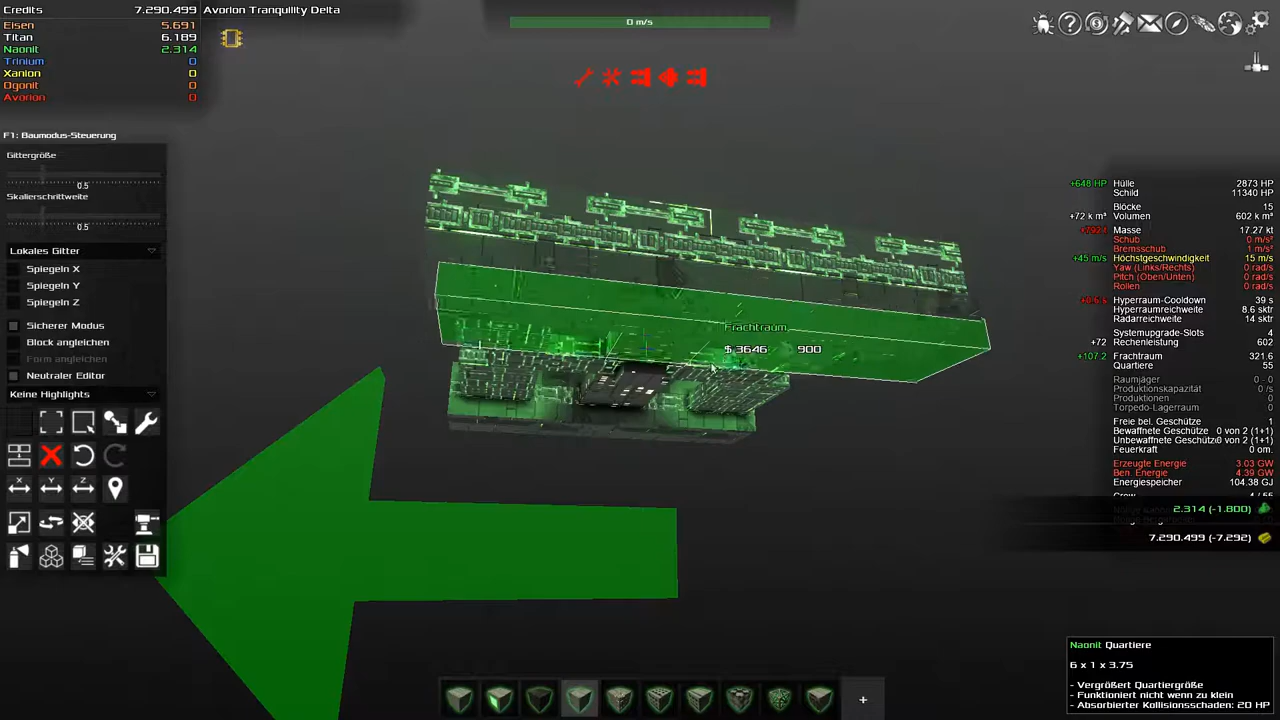 Credits 7.290.499
Eisen 5.691
Titan 6.189
Naonit 2.314
Trinium 0
Xanion 0
Ogonit 0
Avorion 0
Avorion Tranquility Delta
0 m/s
F1: Baumodus-Steuerung
Gittergröße
0.5
Skalierschrittweite
0.5
Lokales Gitter
Spiegeln X
Spiegeln Y
Spiegeln Z
Sicherer Modus
Block angleichen
Form angleichen
Neutraler Editor
Keine Highlights
X Y Z
Frachtraum
$ 3646 900
+648 HP Hülle 2873 HP
Schild 11340 HP
Blöcke 15
+72 k m³ Volumen 602 k m³
Masse 17.27 kt
Schub 0 m/s²
Bremsschub 1 m/s²
+45 m/s Höchstgeschwindigkeit 15 m/s
Yaw (Links/Rechts) 0 rad/s
Pitch (Oben/Unten) 0 rad/s
Rollen 0 rad/s
Hyperraum-Cooldown 39 s
Hyperraumreichweite 8.6 sktr
Radarreichweite 14 sktr
Systemupgrade-Slots 4
+72 Rechenleistung 602
+107.2 Frachtraum 321.6
Quartiere 55
Raumjäger 0 - 0
Produktionskapazität 0 /s
Produktionen 0
Torpedo-Lagerraum 0
Freie bel. Geschütze 1
Bewaffnete Geschütze 0 von 2 (1+1)
Unbewaffnete Geschütz 0 von 2 (1+1)
Feuerkraft 0 om.
Erzeugte Energie 3.03 GW
Ben. Energie 4.39 GW
Energiespeicher 104.38 GJ
2.314 (-1.800)
7.290.499 (-7.292)
Naonit Quartiere
6 x 1 x 3.75
- Vergrößert Quartiergröße
- Funktioniert nicht wenn zu klein
- Absorbierter Kollisionsschaden: 20 HP
+